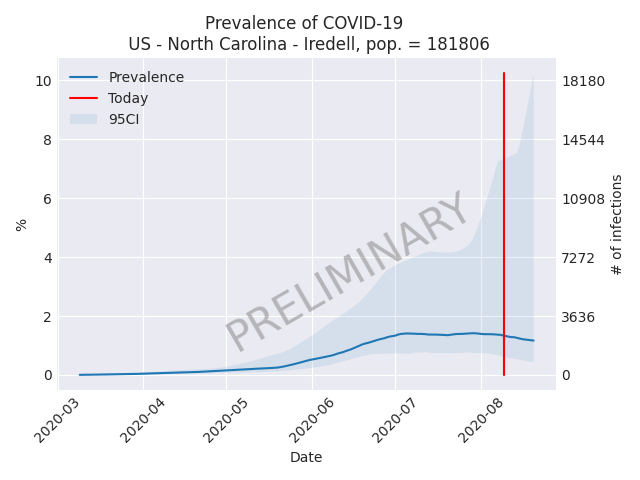 Prevalence of COVID-19
US - North Carolina - Iredell, pop. = 181806
Prevalence
Today
95CI
10
8
6
4
2
0
%
18180
14544
10908
7272
3636
0
# of infections
PRELIMINARY
2020-03
2020-04
2020-05
2020-06
2020-07
2020-08
Date